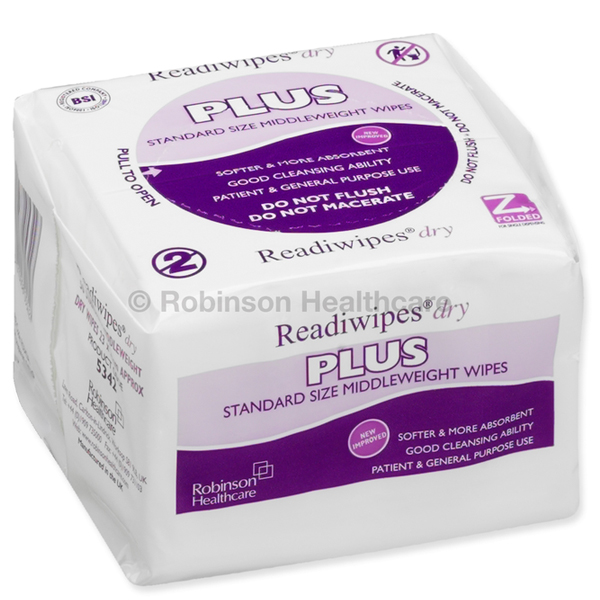 Readiwipes® dry
PLUS
STANDARD SIZE MIDDLEWEIGHT WIPES
NEW
IMPROVED
SOFTER & MORE ABSORBENT
GOOD CLEANSING ABILITY
PATIENT & GENERAL PURPOSE USE
DO NOT FLUSH
DO NOT MACERATE
Readiwipes® dry
BSI
PULL TO OPEN
2
DO NOT FLUSH - DO NOT MACERATE
Z
FOLDED
© Robinson Healthcare
Readiwipes® dry
PLUS
STANDARD SIZE MIDDLEWEIGHT WIPES
NEW
IMPROVED
SOFTER & MORE ABSORBENT
GOOD CLEANSING ABILITY
PATIENT & GENERAL PURPOSE USE
Robinson
Healthcare
Readiwipes® dry
DRY WIPES
APPROX
Robinson
Healthcare
Manufactured in the UK